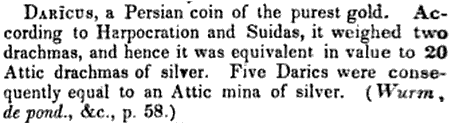 DARĪCUS, a Persian coin of the purest gold. Ac-
cording to Harpocration and Suidas, it weighed two
drachmas, and hence it was equivalent in value to 20
Attic drachmas of silver. Five Darics were conse-
quently equal to an Attic mina of silver. (Wurm,
de pond., &c., p. 58.)